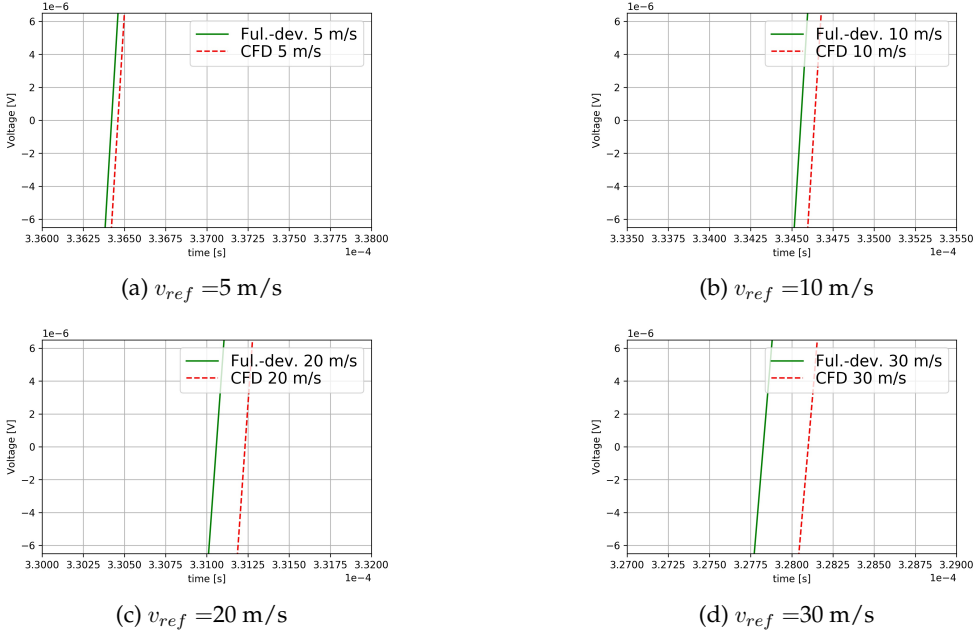 1e−6
6
4
2
0
−2
−4
−6
Voltage [V]
Ful.-dev. 5 m/s
CFD 5 m/s
3.3600 3.3625 3.3650 3.3675 3.3700 3.3725 3.3750 3.3775 3.3800
time [s]
1e−4
(a) v_ref =5 m/s
1e−6
6
4
2
0
−2
−4
−6
Voltage [V]
Ful.-dev. 10 m/s
CFD 10 m/s
3.3350 3.3375 3.3400 3.3425 3.3450 3.3475 3.3500 3.3525 3.3550
time [s]
1e−4
(b) v_ref =10 m/s
1e−6
6
4
2
0
−2
−4
−6
Voltage [V]
Ful.-dev. 20 m/s
CFD 20 m/s
3.3000 3.3025 3.3050 3.3075 3.3100 3.3125 3.3150 3.3175 3.3200
time [s]
1e−4
(c) v_ref =20 m/s
1e−6
6
4
2
0
−2
−4
−6
Voltage [V]
Ful.-dev. 30 m/s
CFD 30 m/s
3.2700 3.2725 3.2750 3.2775 3.2800 3.2825 3.2850 3.2875 3.2900
time [s]
1e−4
(d) v_ref =30 m/s